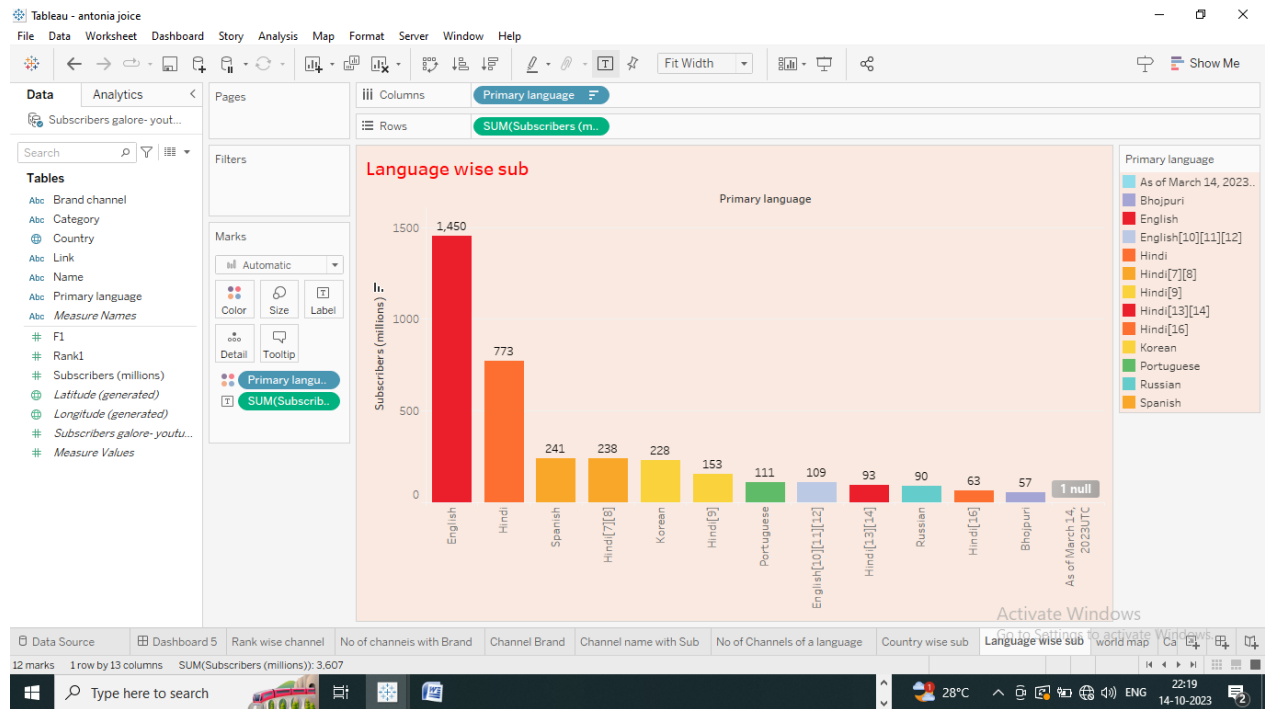 Tableau - antonia joice
File Data Worksheet Dashboard Story Analysis Map Format Server Window Help
Fit Width
Show Me
Data Analytics
Subscribers galore- yout...
Search
Tables
Abc Brand channel
Abc Category
Country
Abc Link
Abc Name
Abc Primary language
Abc Measure Names
# F1
# Rank1
# Subscribers (millions)
Latitude (generated)
Longitude (generated)
# Subscribers galore- youtu...
# Measure Values
Pages
Filters
Marks
Automatic
Color Size Label
Detail Tooltip
Primary langu..
SUM(Subscrib..
Columns Primary language
Rows SUM(Subscribers (m..
Language wise sub
Primary language
Subscribers (millions)
1500
1000
500
0
1,450
773
241
238
228
153
111
109
93
90
63
57
1 null
English
Hindi
Spanish
Hindi[7][8]
Korean
Hindi[9]
Portuguese
English[10][11][12]
Hindi[13][14]
Russian
Hindi[16]
Bhojpuri
As of March 14,
2023UTC
Primary language
As of March 14, 2023..
Bhojpuri
English
English[10][11][12]
Hindi
Hindi[7][8]
Hindi[9]
Hindi[13][14]
Hindi[16]
Korean
Portuguese
Russian
Spanish
Activate Windows
Go to Settings to activate Windows.
Data Source Dashboard 5 Rank wise channel No of channels with Brand Channel Brand Channel name with Sub No of Channels of a language Country wise sub Language wise sub world map Ca
12 marks 1 row by 13 columns SUM(Subscribers (millions)): 3,607
Type here to search
1
28°C
ENG
22:19
14-10-2023
2